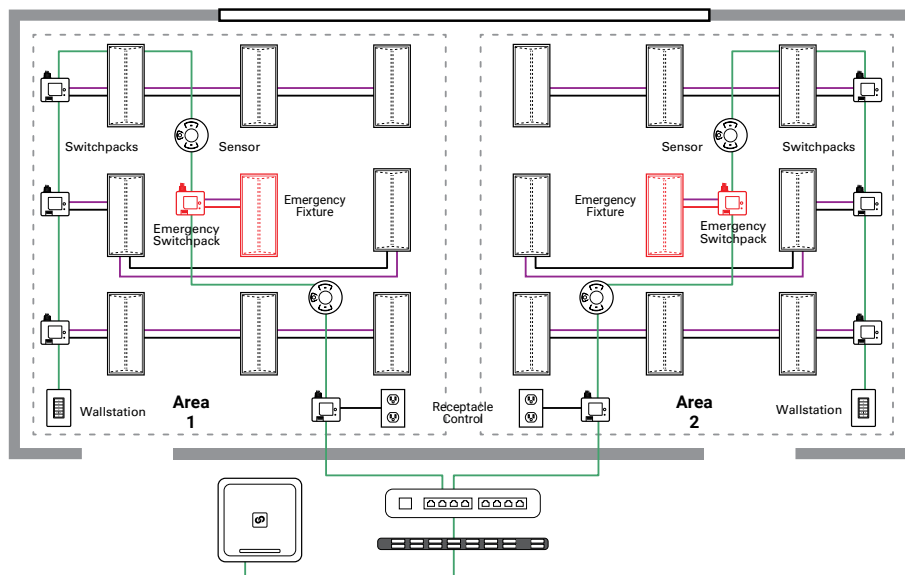 Switchpacks
Sensor
Sensor
Switchpacks
Emergency
Fixture
Emergency
Fixture
Emergency
Switchpack
Emergency
Switchpack
Wallstation
Area
1
Receptacle
Control
Area
2
Wallstation